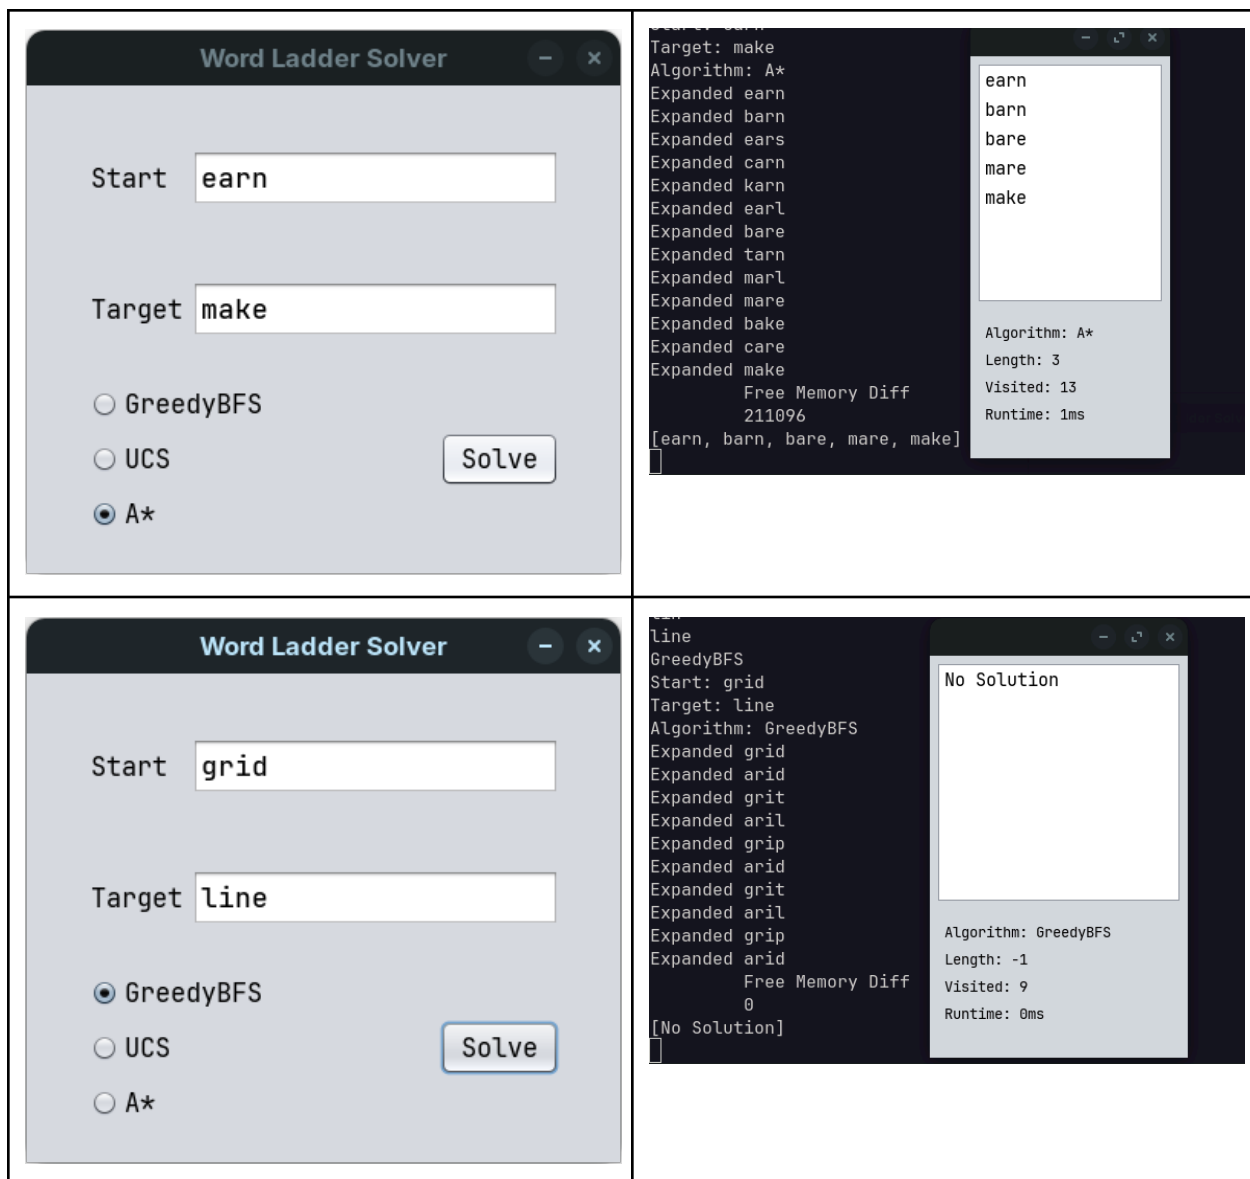 Word Ladder Solver
Start earn
Target make
GreedyBFS
UCS
Solve
A*
Target: make
Algorithm: A*
Expanded earn
Expanded barn
Expanded ears
Expanded carn
Expanded karn
Expanded earl
Expanded bare
Expanded tarn
Expanded marl
Expanded mare
Expanded bake
Expanded care
Expanded make
Free Memory Diff
211096
[earn, barn, bare, mare, make]
earn
barn
bare
mare
make
Algorithm: A*
Length: 3
Visited: 13
Runtime: 1ms
Word Ladder Solver
Start grid
Target line
GreedyBFS
UCS
Solve
A*
line
GreedyBFS
Start: grid
Target: line
Algorithm: GreedyBFS
Expanded grid
Expanded arid
Expanded grit
Expanded aril
Expanded grip
Expanded arid
Expanded grit
Expanded aril
Expanded grip
Expanded arid
Free Memory Diff
0
[No Solution]
No Solution
Algorithm: GreedyBFS
Length: -1
Visited: 9
Runtime: 0ms